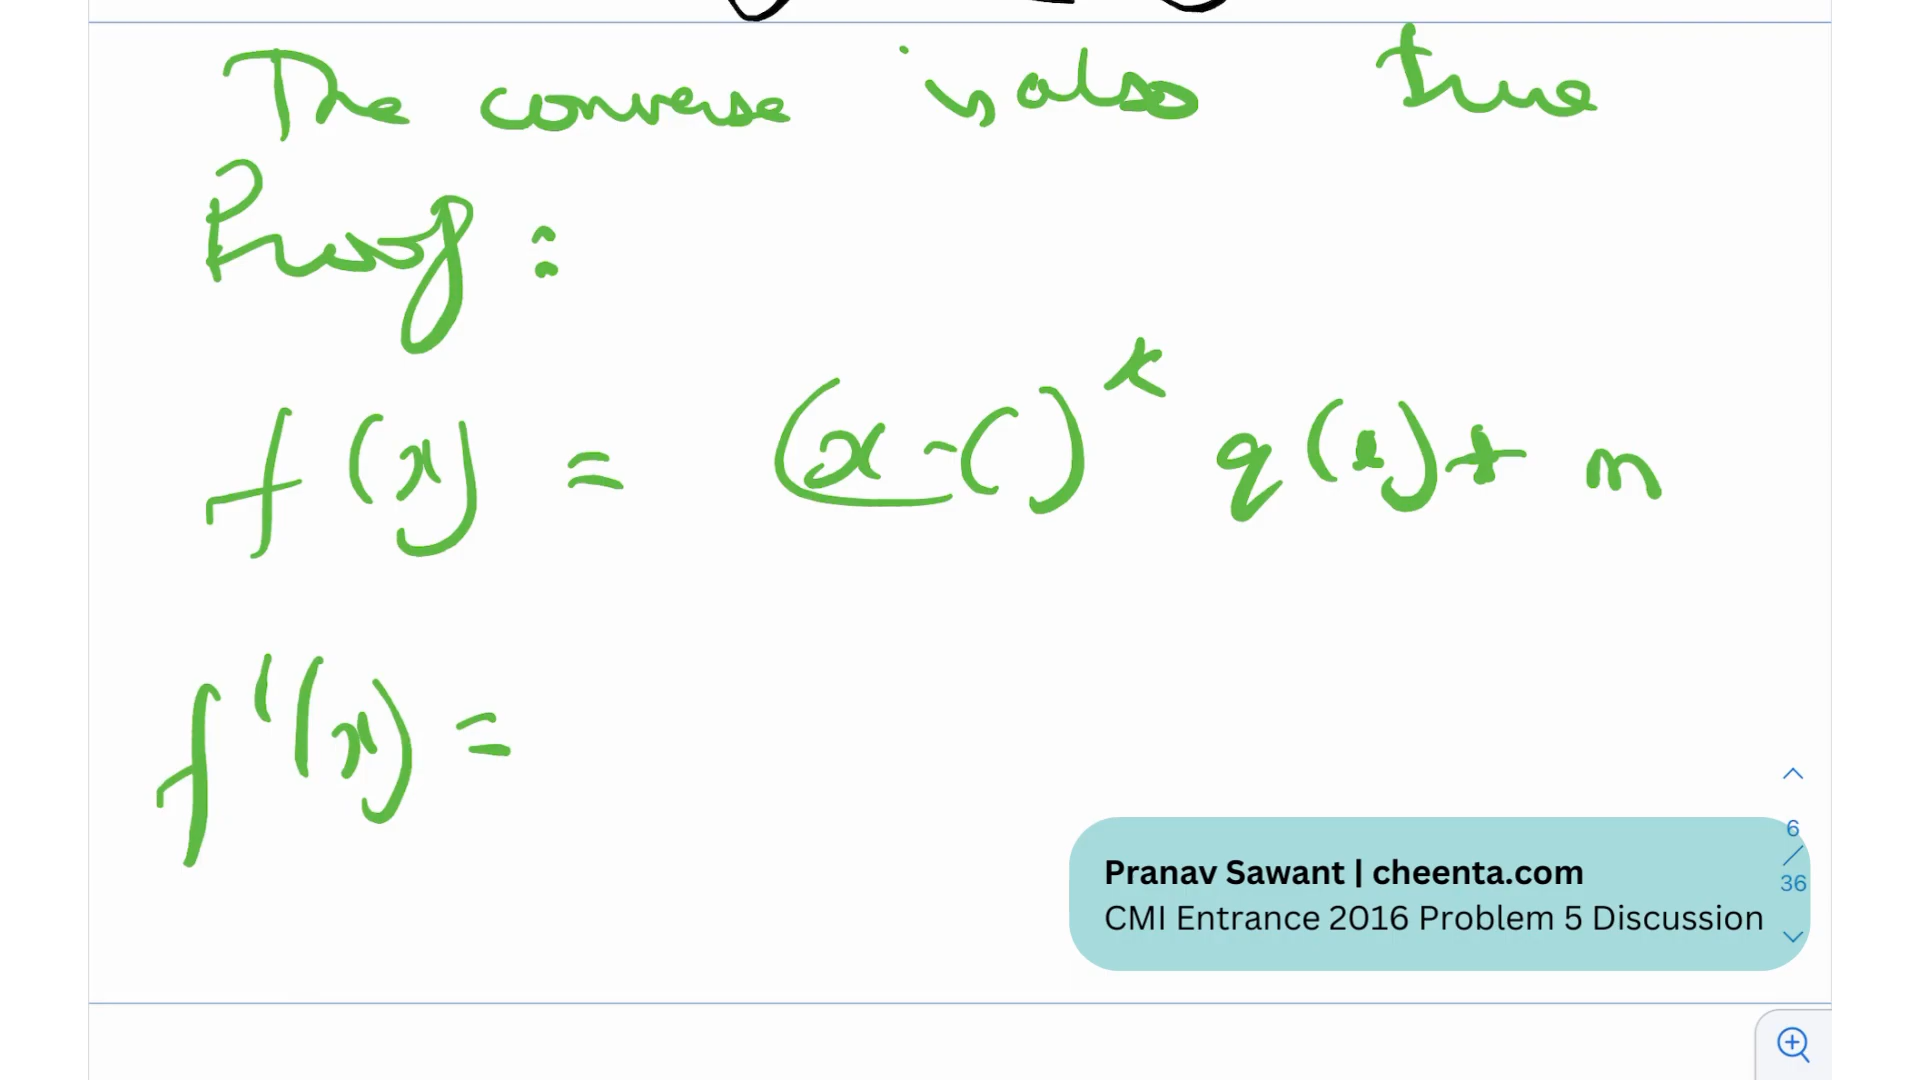 The converse is also true
Proof :
f(x) = (x-c)^k q(x) + m
f'(x) =
6
/
36
Pranav Sawant | cheenta.com
CMI Entrance 2016 Problem 5 Discussion